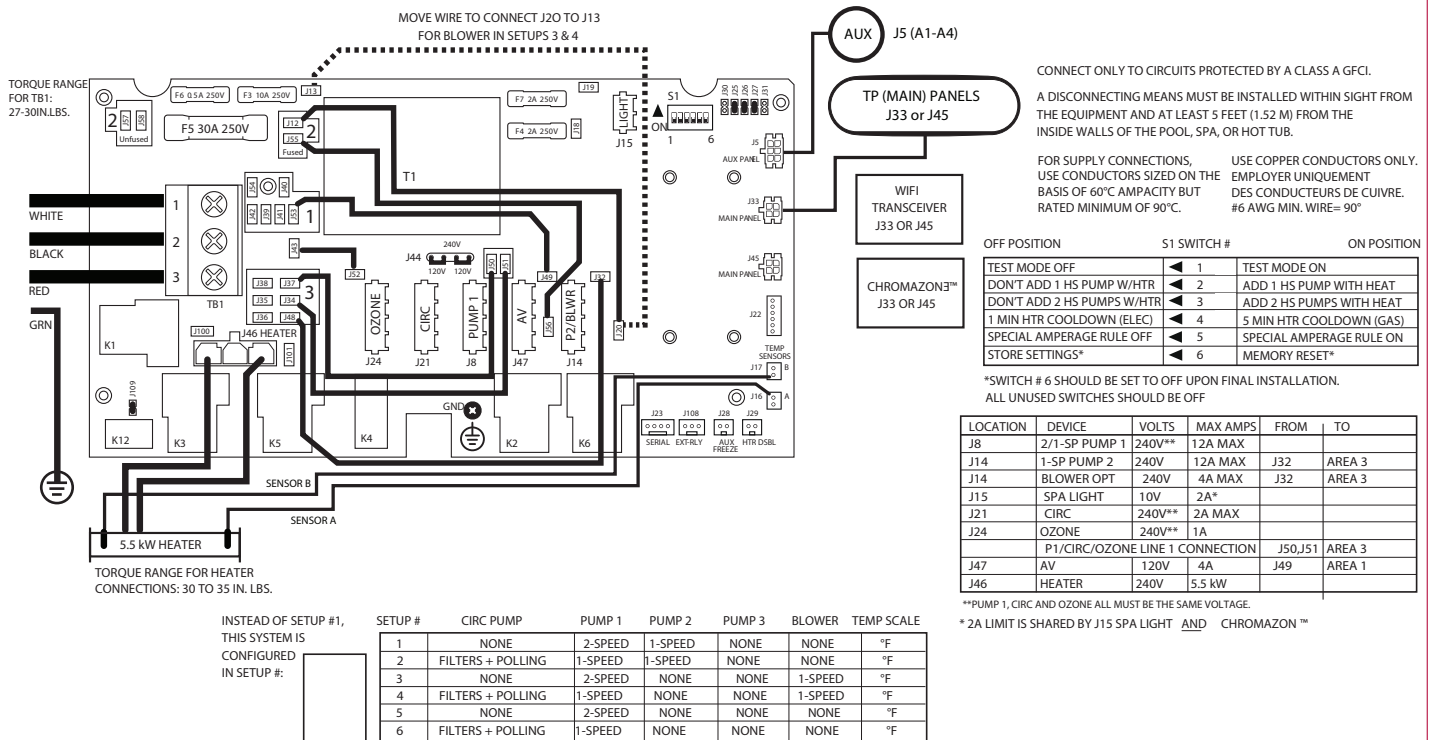 MOVE WIRE TO CONNECT J20 TO J13
FOR BLOWER IN SETUPS 3 & 4
AUX
J5 (A1-A4)
TP (MAIN) PANELS
J33 or J45
TORQUE RANGE
FOR TB1:
27-30IN.LBS.
F6 0.5A 250V
F3 10A 250V
J13
F7 2A 250V
J19
LIGHT
J15
S1
ON
1 6
J30
J25
J26
J27
J31
2
J57
J58
Unfused
F5 30A 250V
J12
J55
2
Fused
F4 2A 250V
J18
T1
J5
AUX PANEL
J54
J40
J42
J39
J41
J53
1
WHITE
BLACK
RED
GRN
1
2
3
TB1
J43
J38
J37
J35
J34
J36
J48
3
J52
J44
240V
120V 120V
J50
J51
J49
J32
J33
MAIN PANEL
J45
MAIN PANEL
J22
OZONE
J24
CIRC
J21
PUMP 1
J8
AV
J47
J56
P2/BLWR
J14
J20
TEMP
SENSORS
J17 B
J16 A
K1
J100
J46 HEATER
J101
J109
K12
K3
K5
K4
GND
K2
K6
J23
SERIAL
J108
EXT-RLY
J28
AUX
FREEZE
J29
HTR DSBL
SENSOR B
SENSOR A
5.5 kW HEATER
TORQUE RANGE FOR HEATER
CONNECTIONS: 30 TO 35 IN. LBS.
WIFI
TRANSCEIVER
J33 OR J45
CHROMAZONƎ™
J33 OR J45
CONNECT ONLY TO CIRCUITS PROTECTED BY A CLASS A GFCI.
A DISCONNECTING MEANS MUST BE INSTALLED WITHIN SIGHT FROM
THE EQUIPMENT AND AT LEAST 5 FEET (1.52 M) FROM THE
INSIDE WALLS OF THE POOL, SPA, OR HOT TUB.
FOR SUPPLY CONNECTIONS,
USE CONDUCTORS SIZED ON THE
BASIS OF 60°C AMPACITY BUT
RATED MINIMUM OF 90°C.
USE COPPER CONDUCTORS ONLY.
EMPLOYER UNIQUEMENT
DES CONDUCTEURS DE CUIVRE.
#6 AWG MIN. WIRE= 90°
OFF POSITION S1 SWITCH # ON POSITION
TEST MODE OFF ◀ 1 TEST MODE ON
DON'T ADD 1 HS PUMP W/HTR ◀ 2 ADD 1 HS PUMP WITH HEAT
DON'T ADD 2 HS PUMPS W/HTR ◀ 3 ADD 2 HS PUMPS WITH HEAT
1 MIN HTR COOLDOWN (ELEC) ◀ 4 5 MIN HTR COOLDOWN (GAS)
SPECIAL AMPERAGE RULE OFF ◀ 5 SPECIAL AMPERAGE RULE ON
STORE SETTINGS* ◀ 6 MEMORY RESET*
*SWITCH # 6 SHOULD BE SET TO OFF UPON FINAL INSTALLATION.
ALL UNUSED SWITCHES SHOULD BE OFF
LOCATION DEVICE VOLTS MAX AMPS FROM TO
J8 2/1-SP PUMP 1 240V** 12A MAX
J14 1-SP PUMP 2 240V 12A MAX J32 AREA 3
J14 BLOWER OPT 240V 4A MAX J32 AREA 3
J15 SPA LIGHT 10V 2A*
J21 CIRC 240V** 2A MAX
J24 OZONE 240V** 1A
P1/CIRC/OZONE LINE 1 CONNECTION J50,J51 AREA 3
J47 AV 120V 4A J49 AREA 1
J46 HEATER 240V 5.5 kW
**PUMP 1, CIRC AND OZONE ALL MUST BE THE SAME VOLTAGE.
* 2A LIMIT IS SHARED BY J15 SPA LIGHT AND CHROMAZON ™
INSTEAD OF SETUP #1,
THIS SYSTEM IS
CONFIGURED
IN SETUP #:
SETUP # CIRC PUMP PUMP 1 PUMP 2 PUMP 3 BLOWER TEMP SCALE
1 NONE 2-SPEED 1-SPEED NONE NONE °F
2 FILTERS + POLLING 1-SPEED 1-SPEED NONE NONE °F
3 NONE 2-SPEED NONE NONE 1-SPEED °F
4 FILTERS + POLLING 1-SPEED NONE NONE 1-SPEED °F
5 NONE 2-SPEED NONE NONE NONE °F
6 FILTERS + POLLING 1-SPEED NONE NONE NONE °F